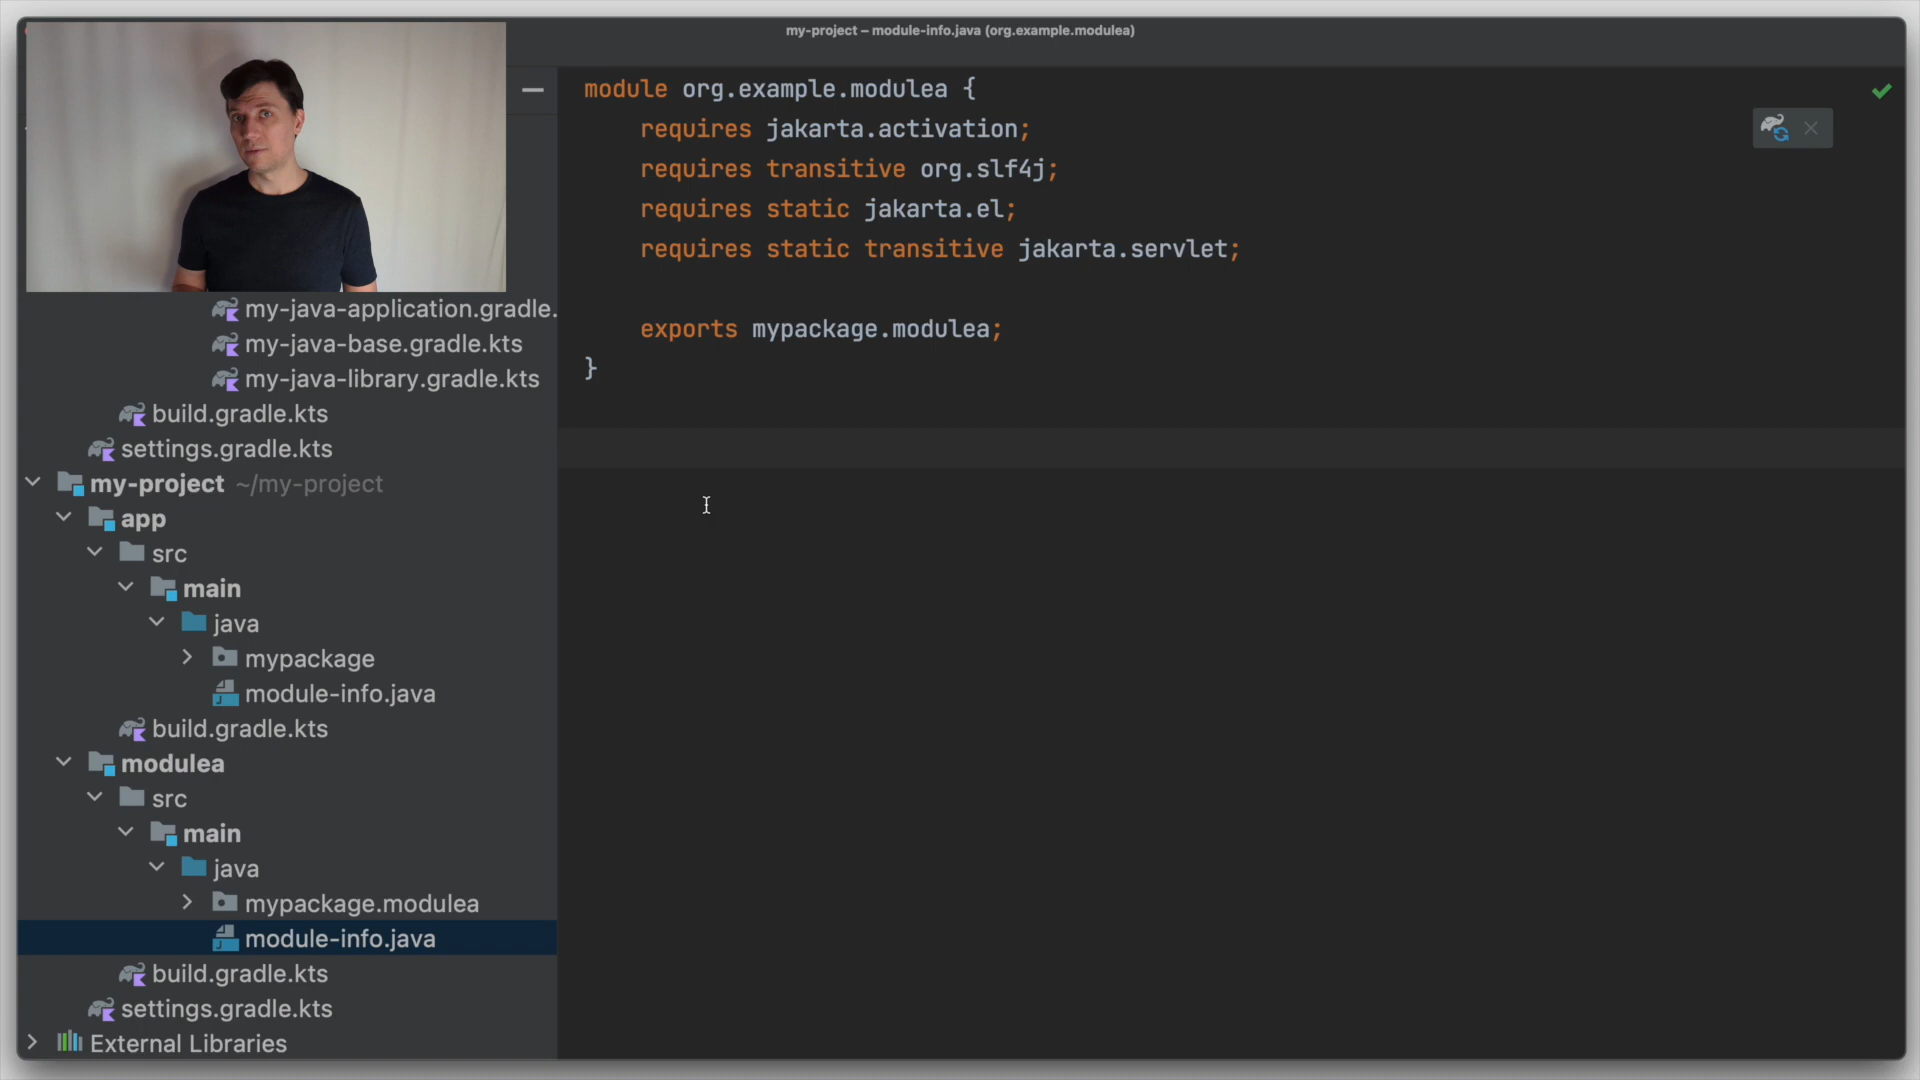 my-project – module-info.java (org.example.modulea)
module org.example.modulea {
requires jakarta.activation;
requires transitive org.slf4j;
requires static jakarta.el;
requires static transitive jakarta.servlet;
exports mypackage.modulea;
}
my-java-application.gradle.
my-java-base.gradle.kts
my-java-library.gradle.kts
build.gradle.kts
settings.gradle.kts
my-project ~/my-project
app
src
main
java
mypackage
module-info.java
build.gradle.kts
modulea
src
main
java
mypackage.modulea
module-info.java
build.gradle.kts
settings.gradle.kts
External Libraries